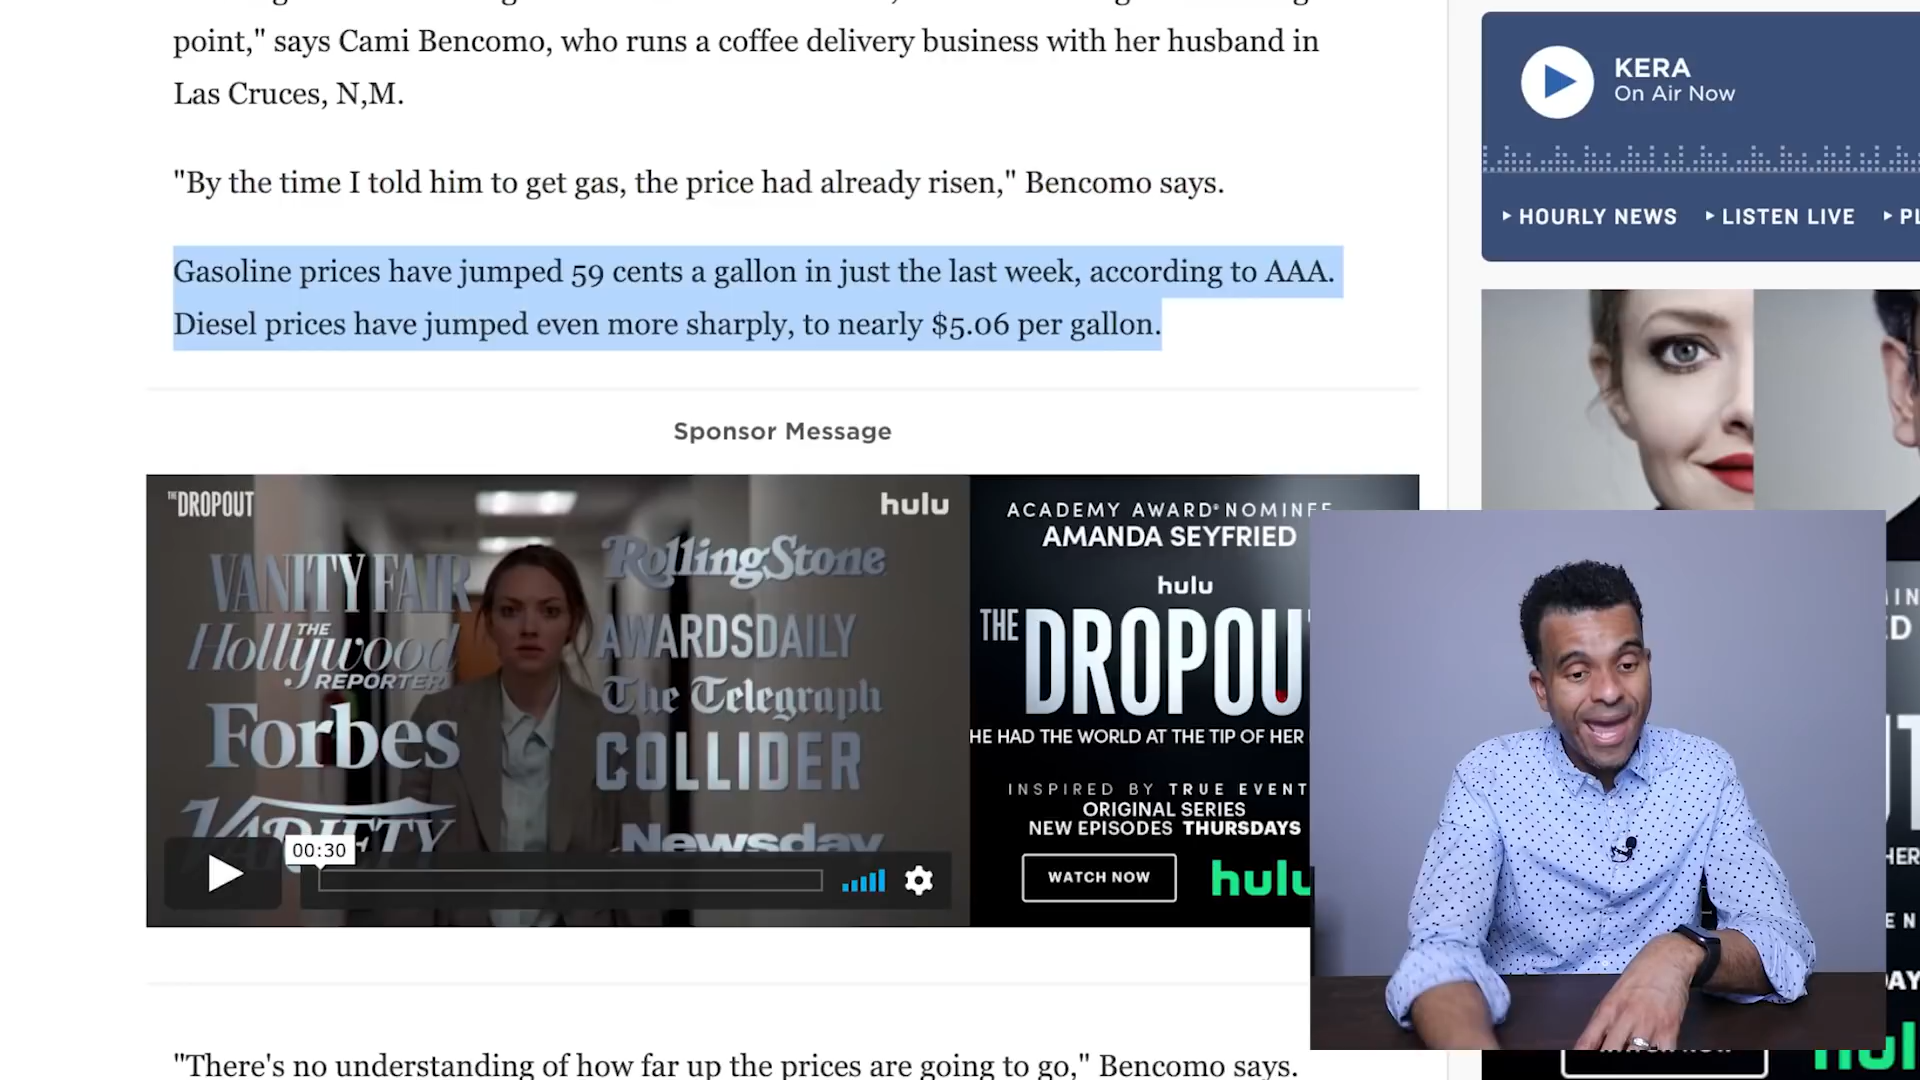 point," says Cami Bencomo, who runs a coffee delivery business with her husband in
Las Cruces, N,M.
"By the time I told him to get gas, the price had already risen," Bencomo says.
Gasoline prices have jumped 59 cents a gallon in just the last week, according to AAA.
Diesel prices have jumped even more sharply, to nearly $5.06 per gallon.
Sponsor Message
THE DROPOUT
hulu
VANITY FAIR
THE
Hollywood
REPORTER
Forbes
VARIETY
RollingStone
AWARDSDAILY
The Telegraph
COLLIDER
Newsday
00:30
ACADEMY AWARD® NOMINEE
AMANDA SEYFRIED
hulu
THE DROPOU
HE HAD THE WORLD AT THE TIP OF HER
INSPIRED BY TRUE EVENT
ORIGINAL SERIES
NEW EPISODES THURSDAYS
WATCH NOW
hulu
"There's no understanding of how far up the prices are going to go," Bencomo says.
KERA
On Air Now
HOURLY NEWS
LISTEN LIVE
PL